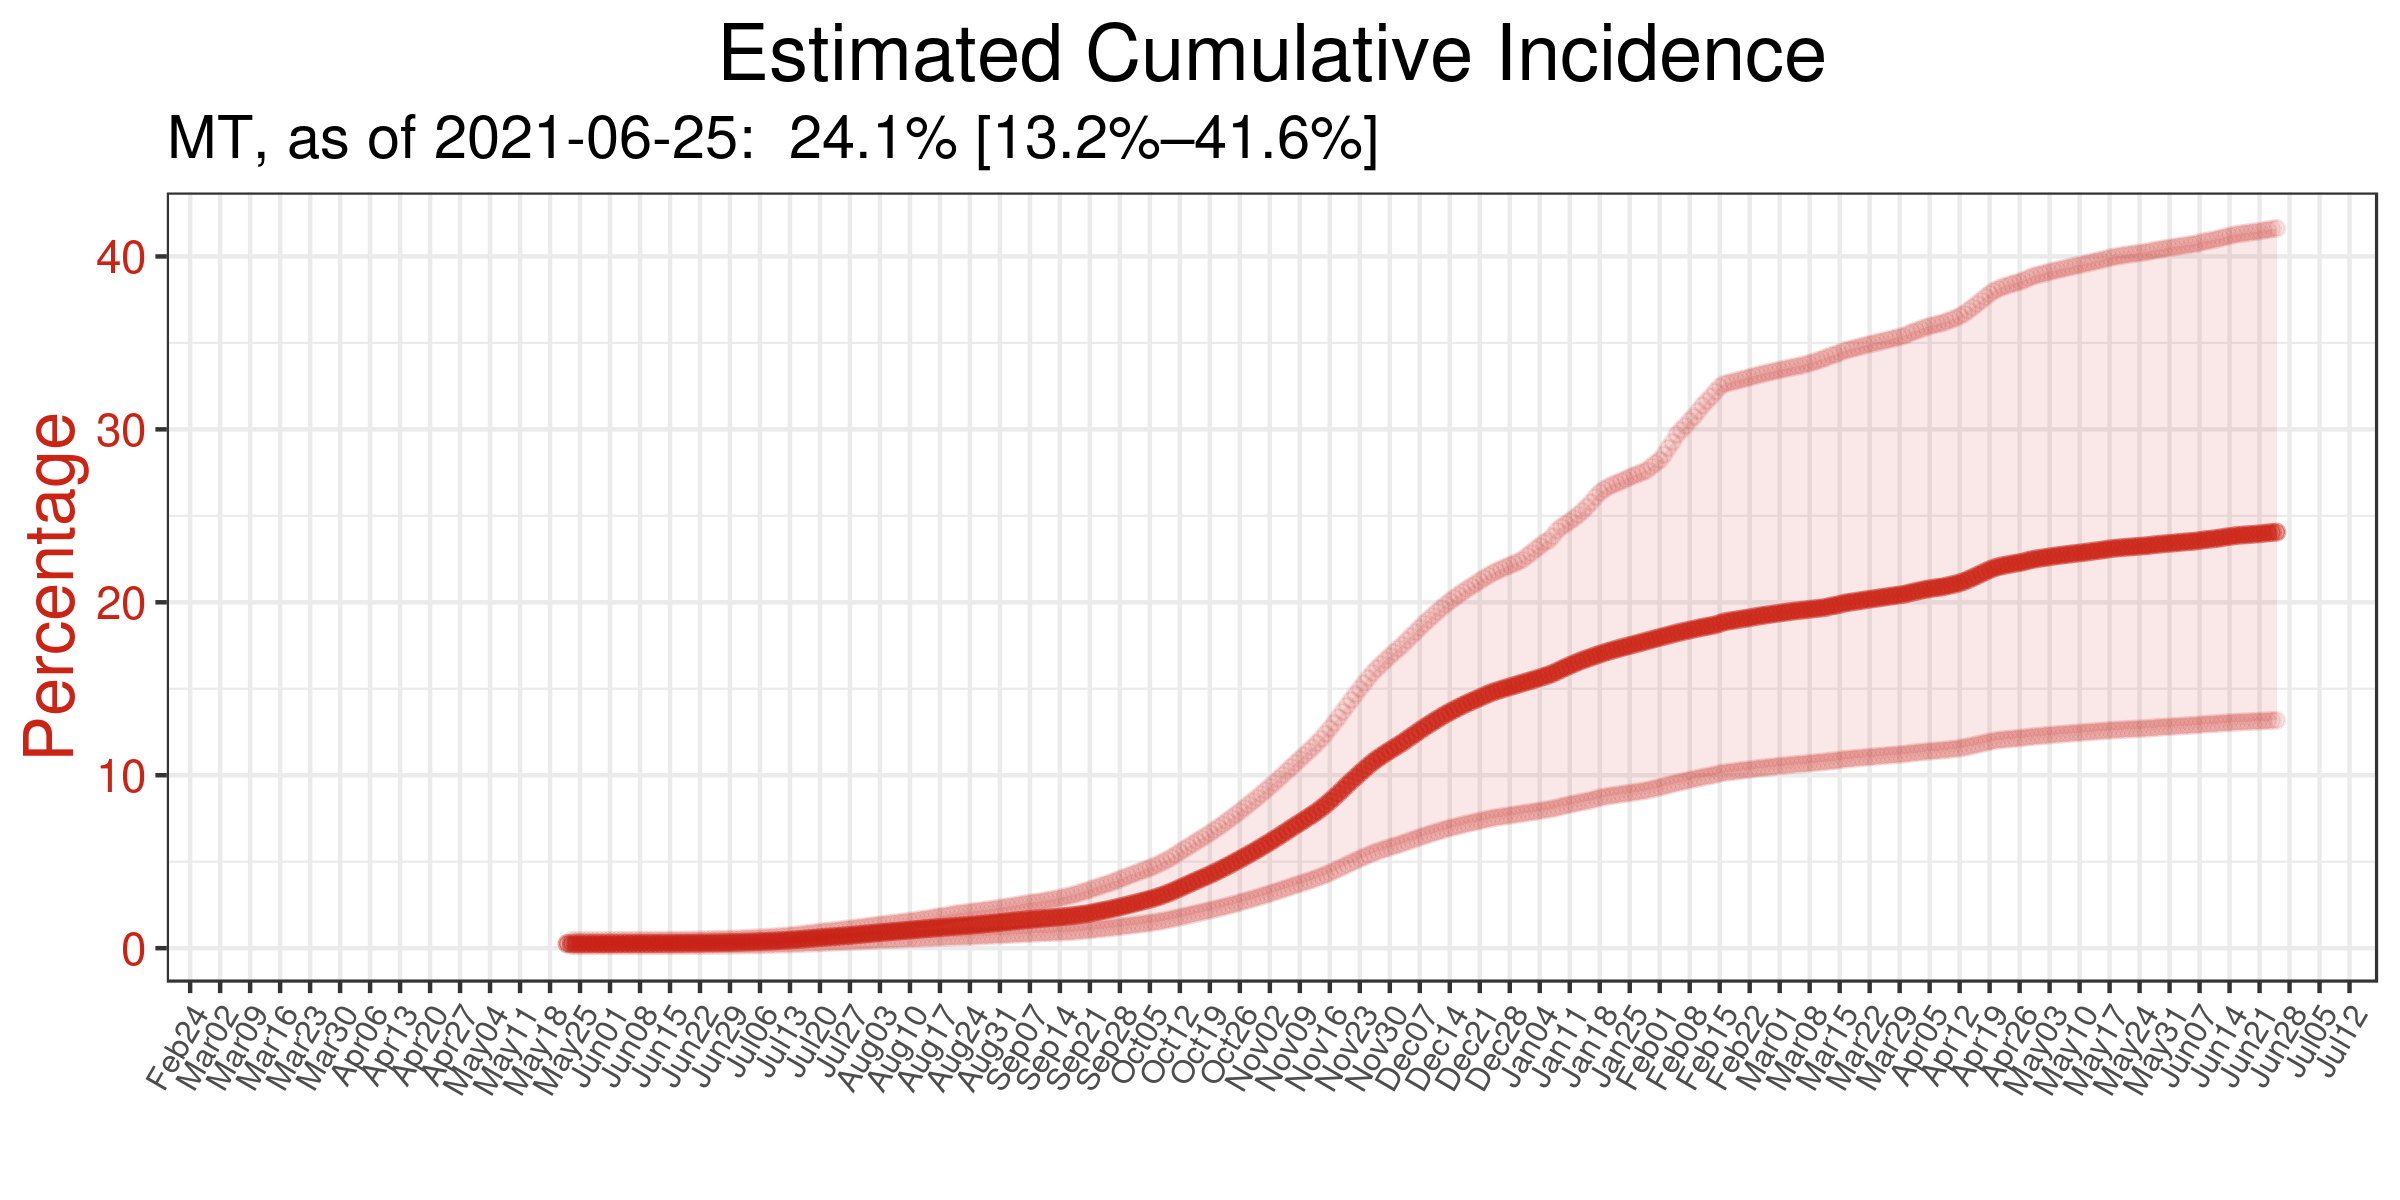 Estimated Cumulative Incidence
MT, as of 2021-06-25:  24.1% [13.2%–41.6%]
Percentage
40
30
20
10
0
Feb24
Mar02
Mar09
Mar16
Mar23
Mar30
Apr06
Apr13
Apr20
Apr27
May04
May11
May18
May25
Jun01
Jun08
Jun15
Jun22
Jun29
Jul06
Jul13
Jul20
Jul27
Aug03
Aug10
Aug17
Aug24
Aug31
Sep07
Sep14
Sep21
Sep28
Oct05
Oct12
Oct19
Oct26
Nov02
Nov09
Nov16
Nov23
Nov30
Dec07
Dec14
Dec21
Dec28
Jan04
Jan11
Jan18
Jan25
Feb01
Feb08
Feb15
Feb22
Mar01
Mar08
Mar15
Mar22
Mar29
Apr05
Apr12
Apr19
Apr26
May03
May10
May17
May24
May31
Jun07
Jun14
Jun21
Jun28
Jul05
Jul12